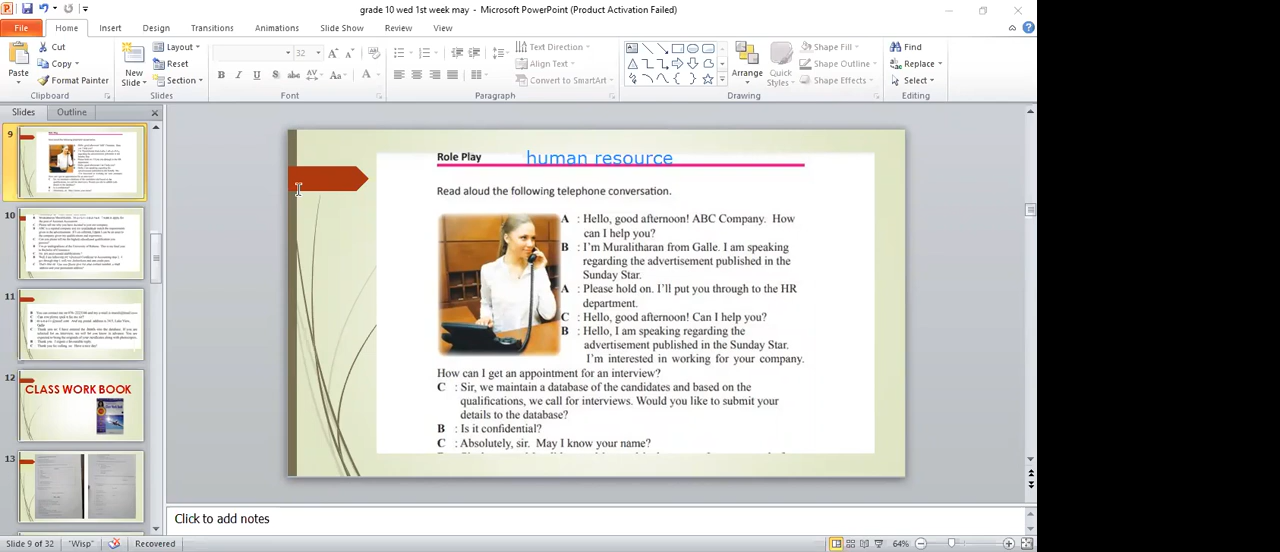 grade 10 wed 1st week may - Microsoft PowerPoint (Product Activation Failed)
File Home Insert Design Transitions Animations Slide Show Review View
Cut Layout Text Direction Shape Fill Find
Copy Reset 32 Align Text Shape Outline Replace
Paste Format Painter New Slide Section Convert to SmartArt Arrange Quick Styles Shape Effects Select
Clipboard Slides Font Paragraph Drawing Editing
Slides Outline
9
10
11
12
CLASS WORK BOOK
13
Role Play human resource
Read aloud the following telephone conversation.
A : Hello, good afternoon! ABC Company. How
can I help you?
B : I'm Muralitharan from Galle. I am speaking
regarding the advertisement published in the
Sunday Star.
A : Please hold on. I'll put you through to the HR
department.
C : Hello, good afternoon! Can I help you?
B : Hello, I am speaking regarding the
advertisement published in the Sunday Star.
I'm interested in working for your company.
How can I get an appointment for an interview?
C : Sir, we maintain a database of the candidates and based on the
qualifications, we call for interviews. Would you like to submit your
details to the database?
B : Is it confidential?
C : Absolutely, sir. May I know your name?
Click to add notes
Slide 9 of 32 "Wisp" Recovered 64%